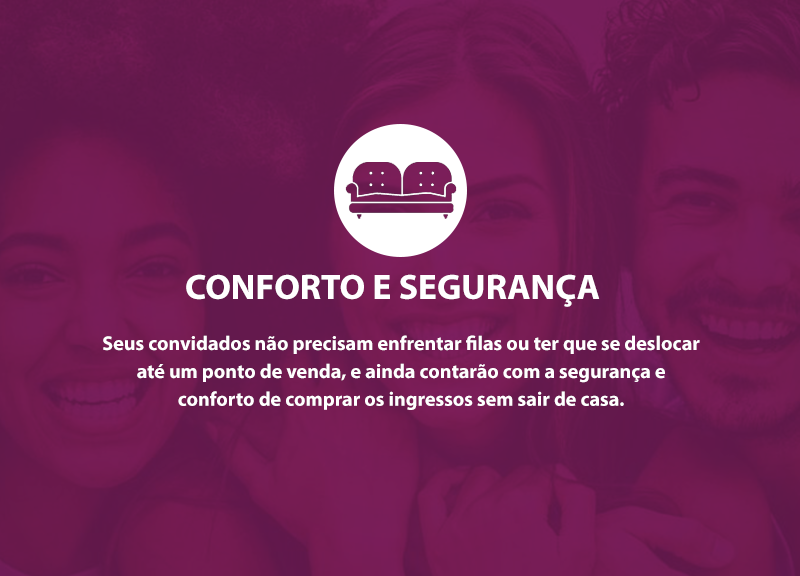 CONFORTO E SEGURANÇA
Seus convidados não precisam enfrentar filas ou ter que se deslocar
até um ponto de venda, e ainda contarão com a segurança e
conforto de comprar os ingressos sem sair de casa.